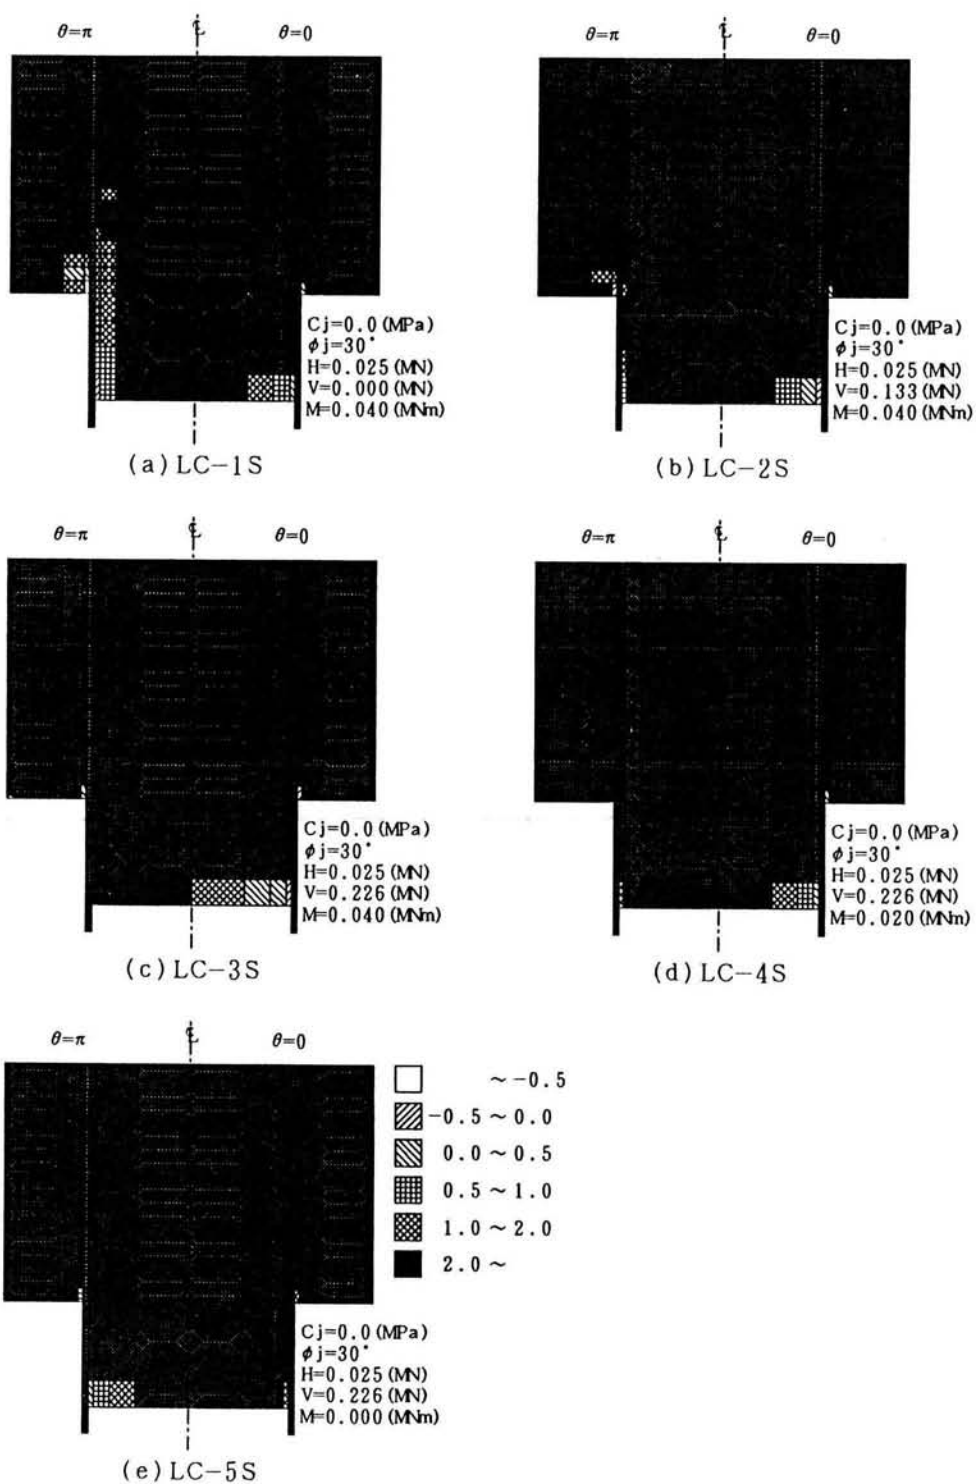 θ=π ℄ θ=0
Cj=0.0(MPa)
φj=30°
H=0.025(MN)
V=0.000(MN)
M=0.040(MNm)
(a)LC-1S
θ=π ℄ θ=0
Cj=0.0(MPa)
φj=30°
H=0.025(MN)
V=0.133(MN)
M=0.040(MNm)
(b)LC-2S
θ=π ℄ θ=0
Cj=0.0(MPa)
φj=30°
H=0.025(MN)
V=0.226(MN)
M=0.040(MNm)
(c)LC-3S
θ=π ℄ θ=0
Cj=0.0(MPa)
φj=30°
H=0.025(MN)
V=0.226(MN)
M=0.020(MNm)
(d)LC-4S
θ=π ℄ θ=0
Cj=0.0(MPa)
φj=30°
H=0.025(MN)
V=0.226(MN)
M=0.000(MNm)
(e)LC-5S
~-0.5
-0.5~0.0
0.0~0.5
0.5~1.0
1.0~2.0
2.0~